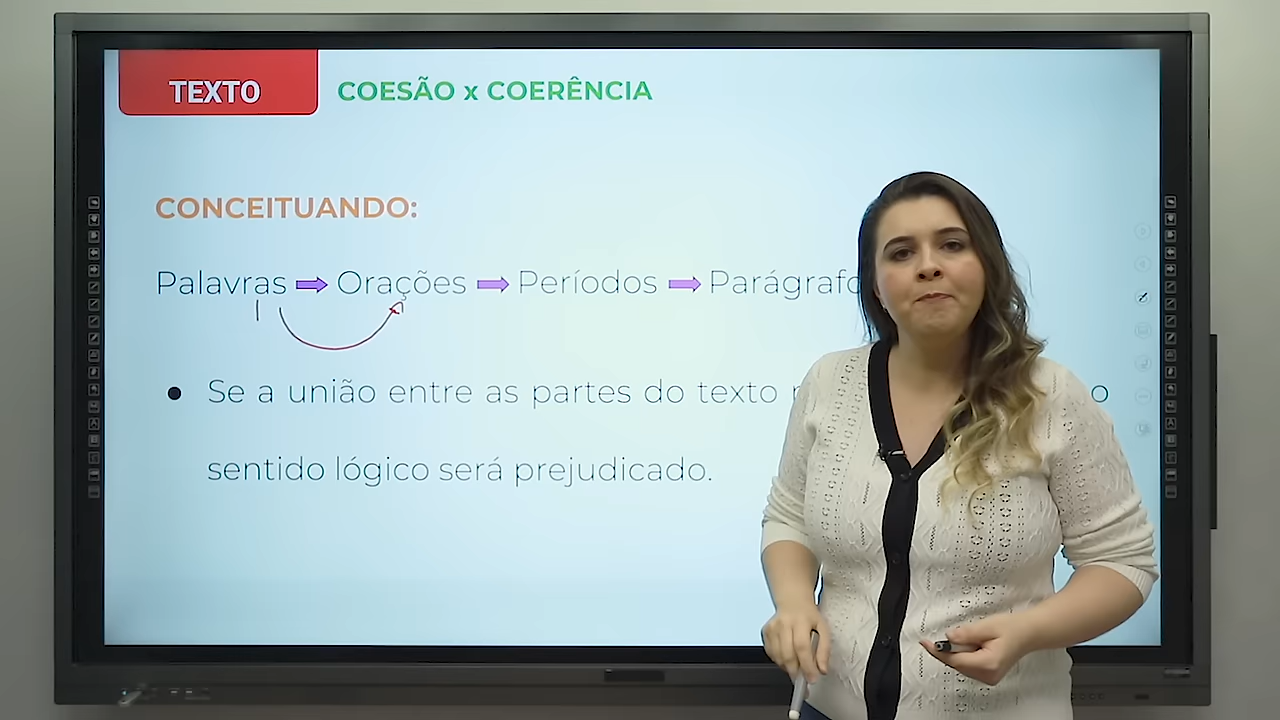 TEXTO
COESÃO x COERÊNCIA
CONCEITUANDO:
Palavras ➡ Orações ➡ Períodos ➡ Parágrafo
Se a união entre as partes do texto o
sentido lógico será prejudicado.